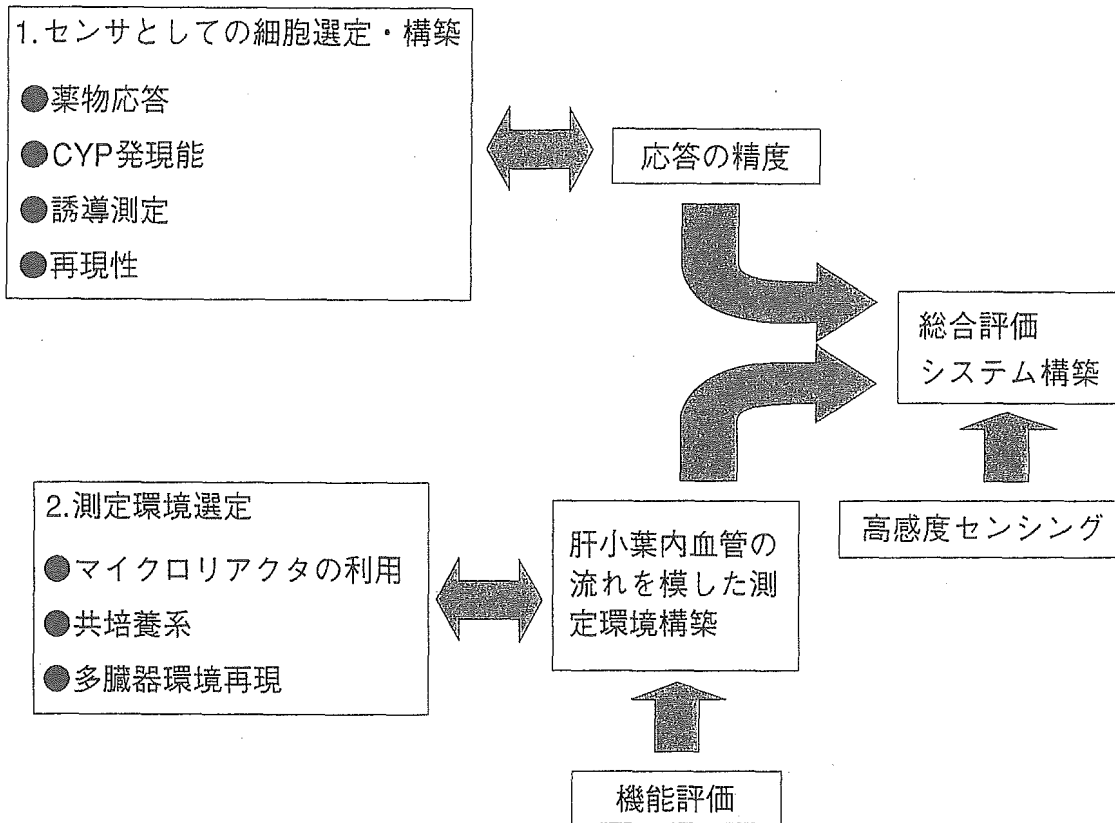 1.センサとしての細胞選定・構築
●薬物応答
●CYP発現能
●誘導測定
●再現性
応答の精度
総合評価
システム構築
高感度センシング
2.測定環境選定
●マイクロリアクタの利用
●共培養系
●多臓器環境再現
肝小葉内血管の
流れを模した測
定環境構築
機能評価